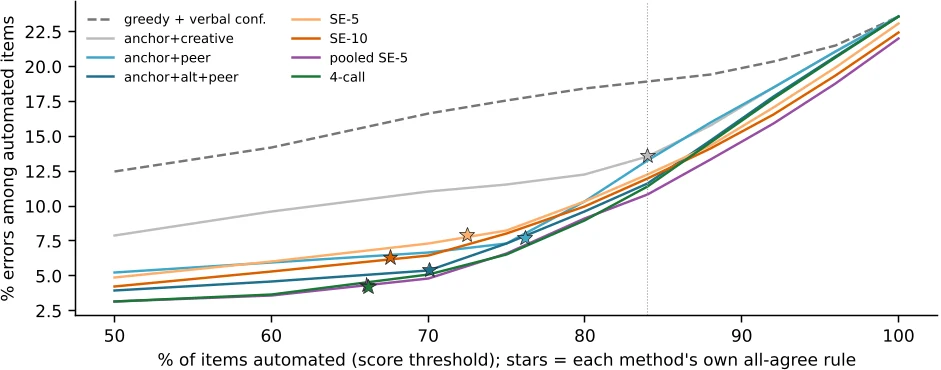 % errors among automated items
22.5
20.0
17.5
15.0
12.5
10.0
7.5
5.0
2.5
greedy + verbal conf.
anchor+creative
anchor+peer
anchor+alt+peer
SE-5
SE-10
pooled SE-5
4-call
50
60
70
80
90
100
% of items automated (score threshold); stars = each method's own all-agree rule